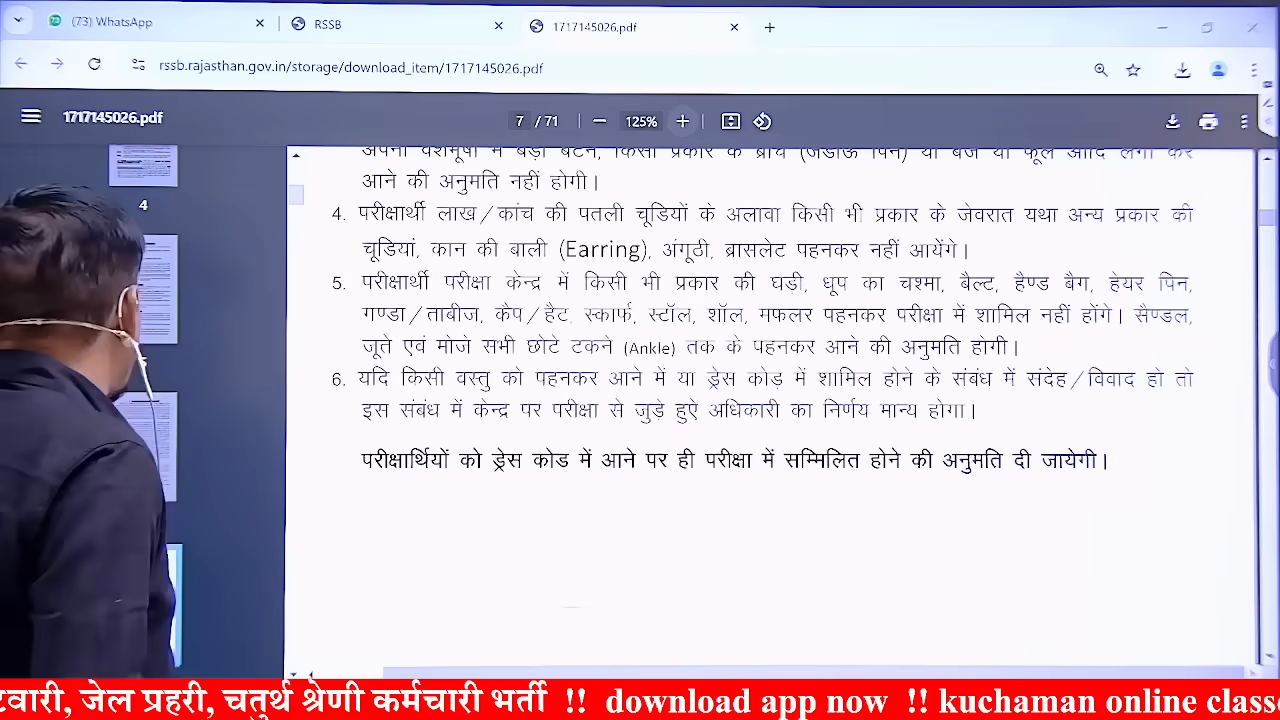 (73) WhatsApp
RSSB
1717145026.pdf
rssb.rajasthan.gov.in/storage/download_item/1717145026.pdf
1717145026.pdf
7 / 71
125%
4
आने की अनुमति नहीं होगी।
4. परीक्षार्थी लाख/कांच की पतली चूडियों के अलावा किसी भी प्रकार के जेवरात यथा अन्य प्रकार की
चूडियां, कान की बाली (Earring), अंगूठी, ब्रासलेट पहनकर नहीं आयेंगे।
5. परीक्षार्थी परीक्षा केन्द्र में किसी भी प्रकार की घड़ी, धूप का चश्मा, बैल्ट, हैण्ड बैग, हेयर पिन,
गण्डा/ताबीज, कैप/हैट, स्कार्फ, स्टॉल, शॉल, मफलर पहनकर परीक्षा में शामिल नहीं होंगे। सैण्डल,
जूते एवं मोजे सभी छोटे टकने (Ankle) तक के पहनकर आने की अनुमति होगी।
6. यदि किसी वस्तु को पहनकर आने में या ड्रेस कोड़ में शामिल होने के संबंध में संदेह/विवाद हो तो
इस संबंध में केन्द्र पर परीक्षा से जुडे हुऐ अधिकारी का निर्णय मान्य होगा।
परीक्षार्थियों को ड्रेस कोड में आने पर ही परीक्षा में सम्मिलित होने की अनुमति दी जायेगी।
टवारी, जेल प्रहरी, चतुर्थ श्रेणी कर्मचारी भर्ती !! download app now !! kuchaman online classe